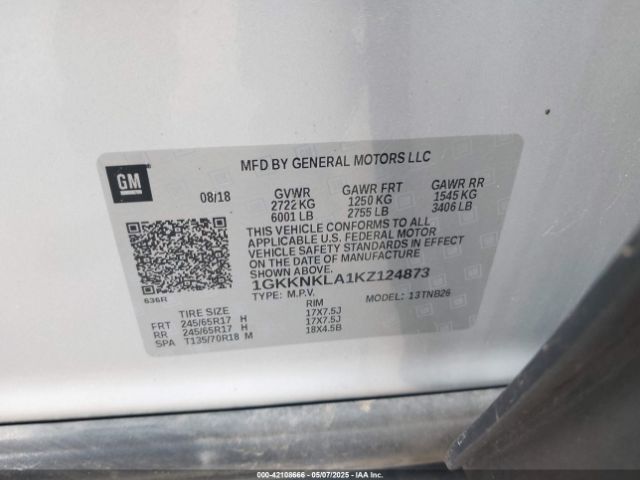 GM
MFD BY GENERAL MOTORS LLC
08/18 GVWR GAWR FRT GAWR RR
2722 KG 1250 KG 1545 KG
6001 LB 2755 LB 3406 LB
THIS VEHICLE CONFORMS TO ALL
APPLICABLE U.S. FEDERAL MOTOR
VEHICLE SAFETY STANDARDS IN EFFECT
ON THE DATE OF MANUFACTURE
SHOWN ABOVE.
1GKKNKLA1KZ124873
636R TYPE: M.P.V. MODEL: 13TNB26
TIRE SIZE RIM
FRT 245/65R17 H 17X7.5J
RR 245/65R17 H 17X7.5J
SPA T135/70R18 M 18X4.5B
000-42108666 - 05/07/2025 - IAAI.COM